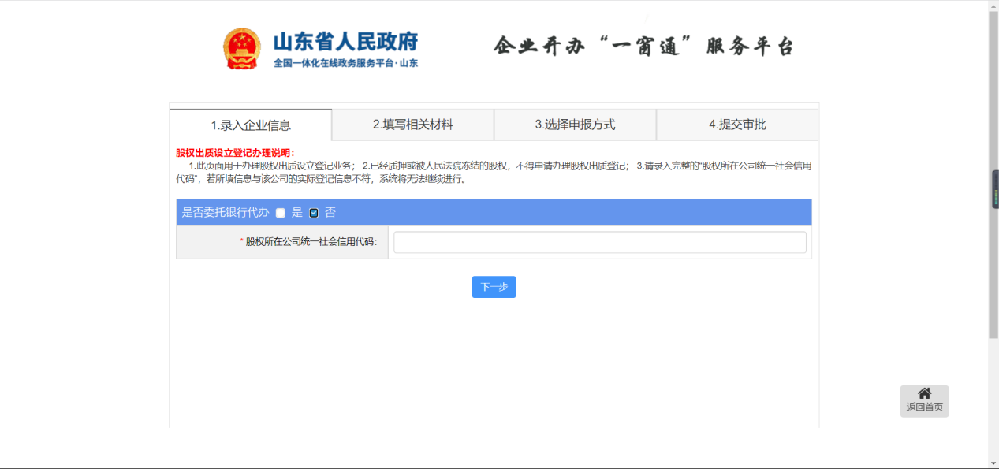 山东省人民政府
全国一体化在线政务服务平台·山东
企业开办“一窗通”服务平台
1.录入企业信息
2.填写相关材料
3.选择申报方式
4.提交审批
股权出质设立登记办理说明：
1.此页面用于办理股权出质设立登记业务； 2.已经质押或被人民法院冻结的股权，不得申请办理股权出质登记； 3.请录入完整的“股权所在公司统一社会信用
代码”，若所填信息与该公司的实际登记信息不符，系统将无法继续进行。
是否委托银行代办 是 否
* 股权所在公司统一社会信用代码：
下一步
返回首页